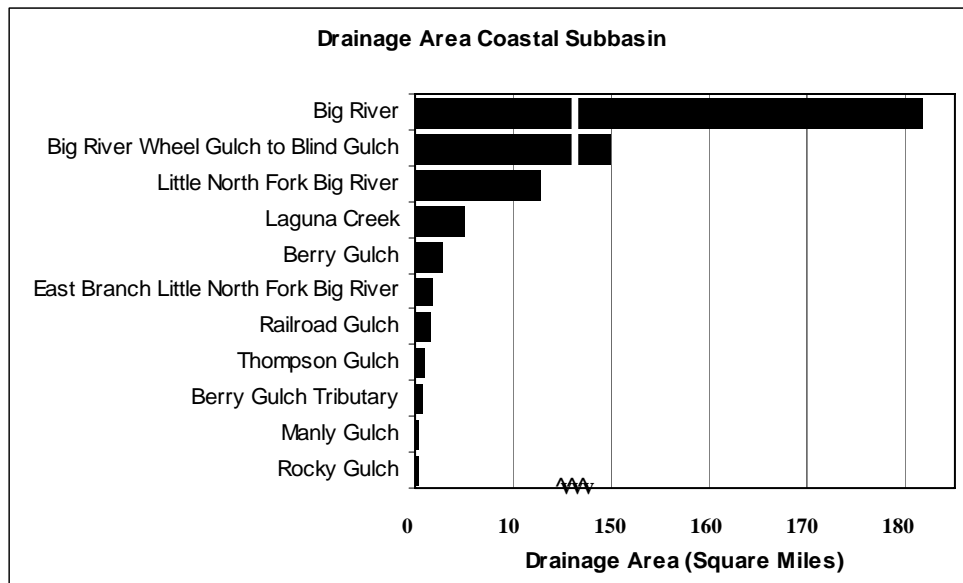 Drainage Area Coastal Subbasin
Big River
Big River Wheel Gulch to Blind Gulch
Little North Fork Big River
Laguna Creek
Berry Gulch
East Branch Little North Fork Big River
Railroad Gulch
Thompson Gulch
Berry Gulch Tributary
Manly Gulch
Rocky Gulch
0 10 150 160 170 180
Drainage Area (Square Miles)